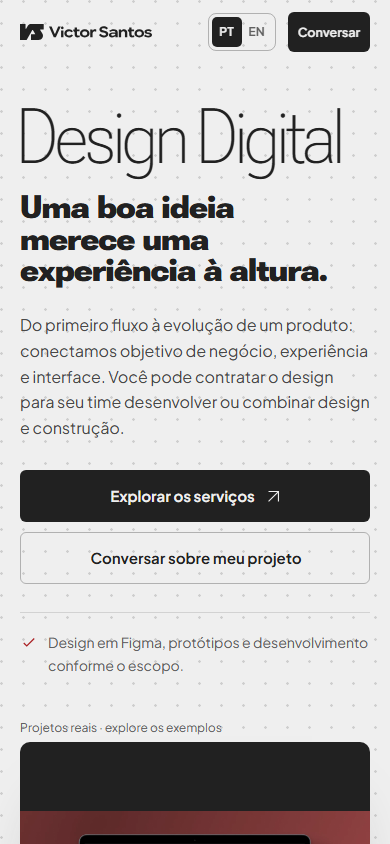 VS Victor Santos
PT EN
Conversar
Design Digital
Uma boa ideia
merece uma
experiência à altura.
Do primeiro fluxo à evolução de um produto:
conectamos objetivo de negócio, experiência
e interface. Você pode contratar o design
para seu time desenvolver ou combinar design
e construção.
Explorar os serviços
Conversar sobre meu projeto
Design em Figma, protótipos e desenvolvimento
conforme o escopo.
Projetos reais · explore os exemplos